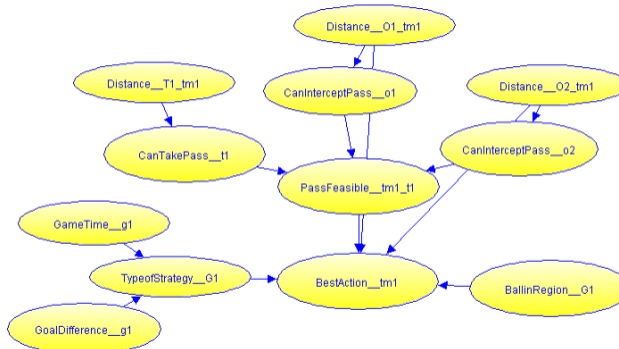 Distance__O1_tm1
Distance__T1_tm1
CanInterceptPass__o1
Distance__O2_tm1
CanTakePass__t1
CanInterceptPass__o2
PassFeasible__tm1_t1
GameTime__g1
TypeofStrategy__G1
BestAction__tm1
BallinRegion__G1
GoalDifference__g1